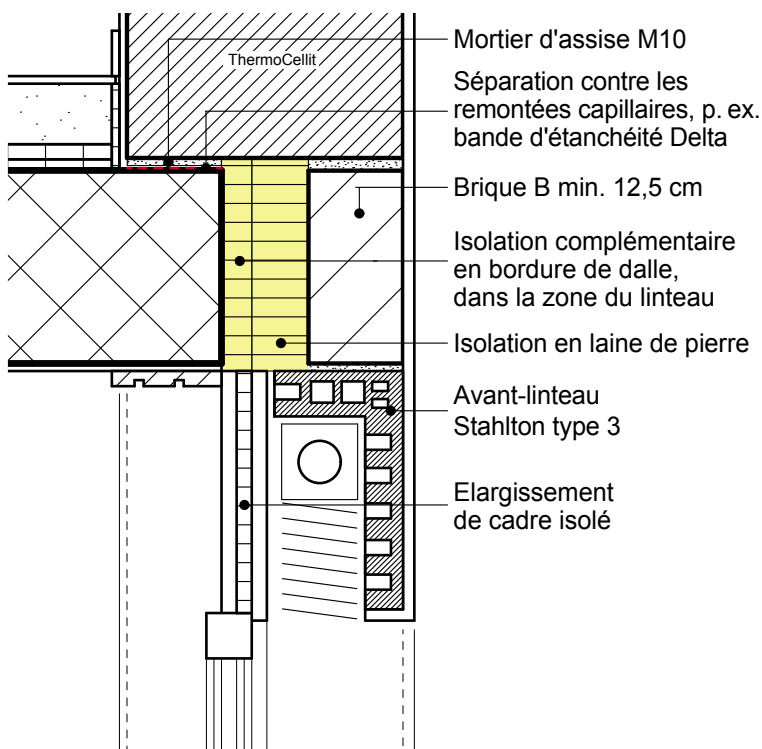 ThermoCellit
Mortier d'assise M10
Séparation contre les
remontées capillaires, p. ex.
bande d'étanchéité Delta
Brique B min. 12,5 cm
Isolation complémentaire
en bordure de dalle,
dans la zone du linteau
Isolation en laine de pierre
Avant-linteau
Stahlton type 3
Elargissement
de cadre isolé